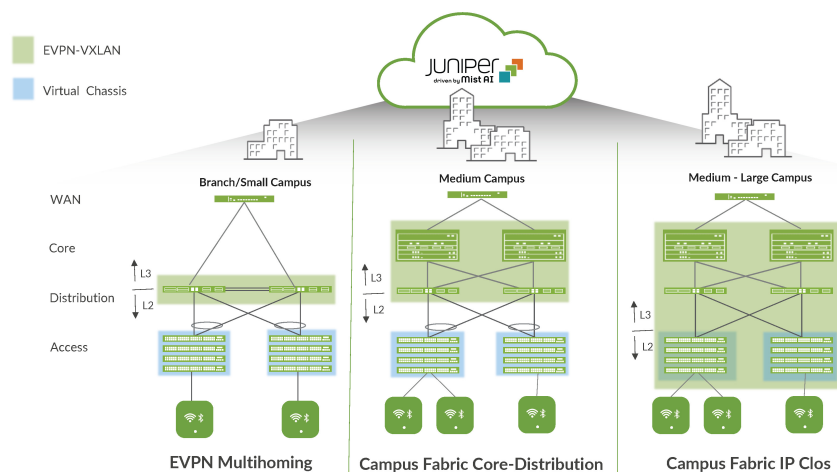 EVPN-VXLAN
Virtual Chassis
JUNIPER
driven by Mist AI
Branch/Small Campus
Medium Campus
Medium - Large Campus
WAN
Core
Distribution
Access
L3
L2
L3
L2
L3
L2
EVPN Multihoming
Campus Fabric Core-Distribution
Campus Fabric IP Clos